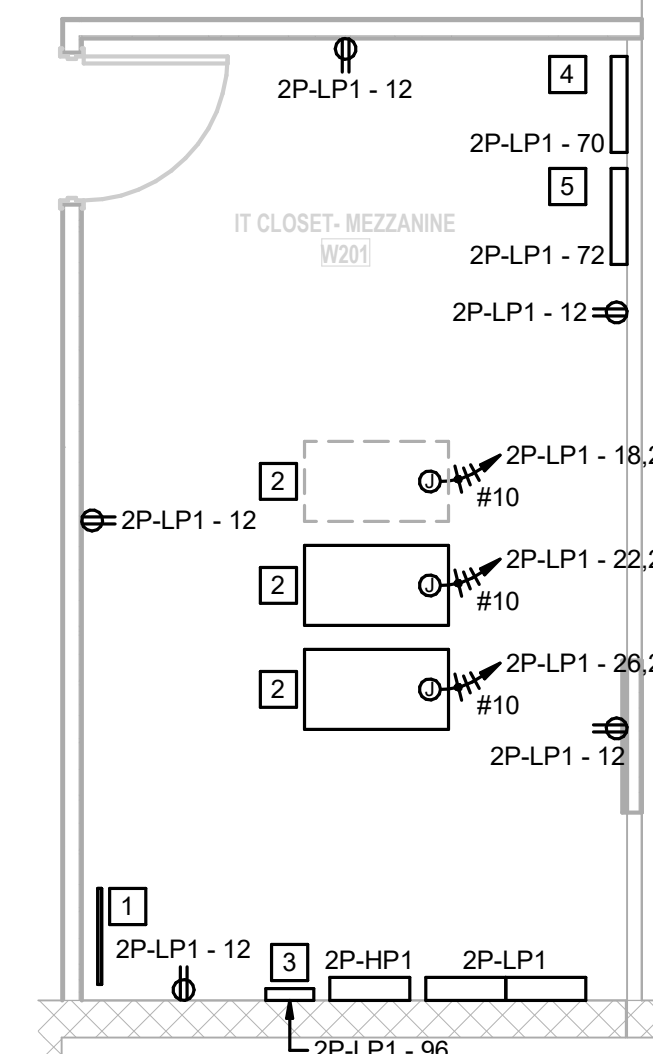 2P-LP1 - 12
4
2P-LP1 - 70
5
2P-LP1 - 72
IT CLOSET- MEZZANINE
W201
2P-LP1 - 12
2
J
2P-LP1 - 18,2
#10
2P-LP1 - 12
2
J
2P-LP1 - 22,2
#10
2
J
2P-LP1 - 26,2
#10
2P-LP1 - 12
1
2P-LP1 - 12
3
2P-HP1
2P-LP1
2P-LP1 - 96